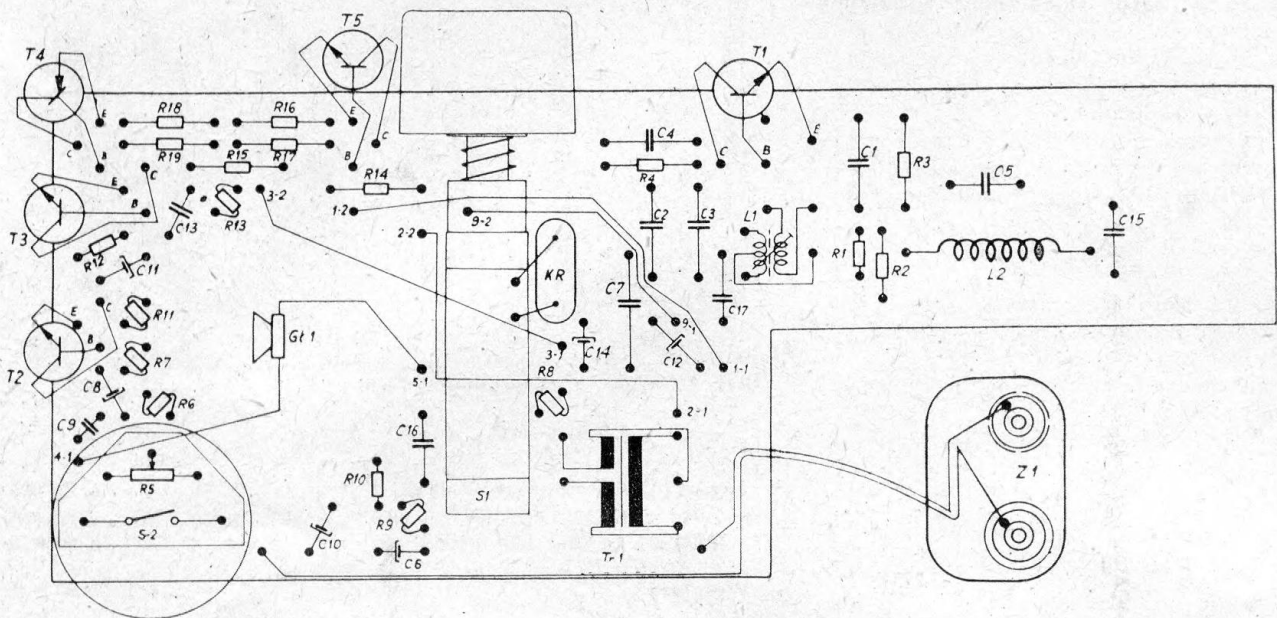 T5
T4
T1
E
R18
R16
E
C
C4
E
C
R19
R17
C1
R3
B
C
R15
B
R4
C
B
C5
E
R14
T3
B
C13
R13
3-2
1-2
9-2
C2
C3
L1
C15
2-2
R12
C11
KR
R1
R2
L2
C7
C17
E
C
R11
Gt 1
9-1
B
C12
T2
R7
3-1
C14
1-1
C8
5-1
R8
R6
2-1
C9
C16
4-1
R5
R10
S1
Z1
S-2
R9
C10
C6
Tr1